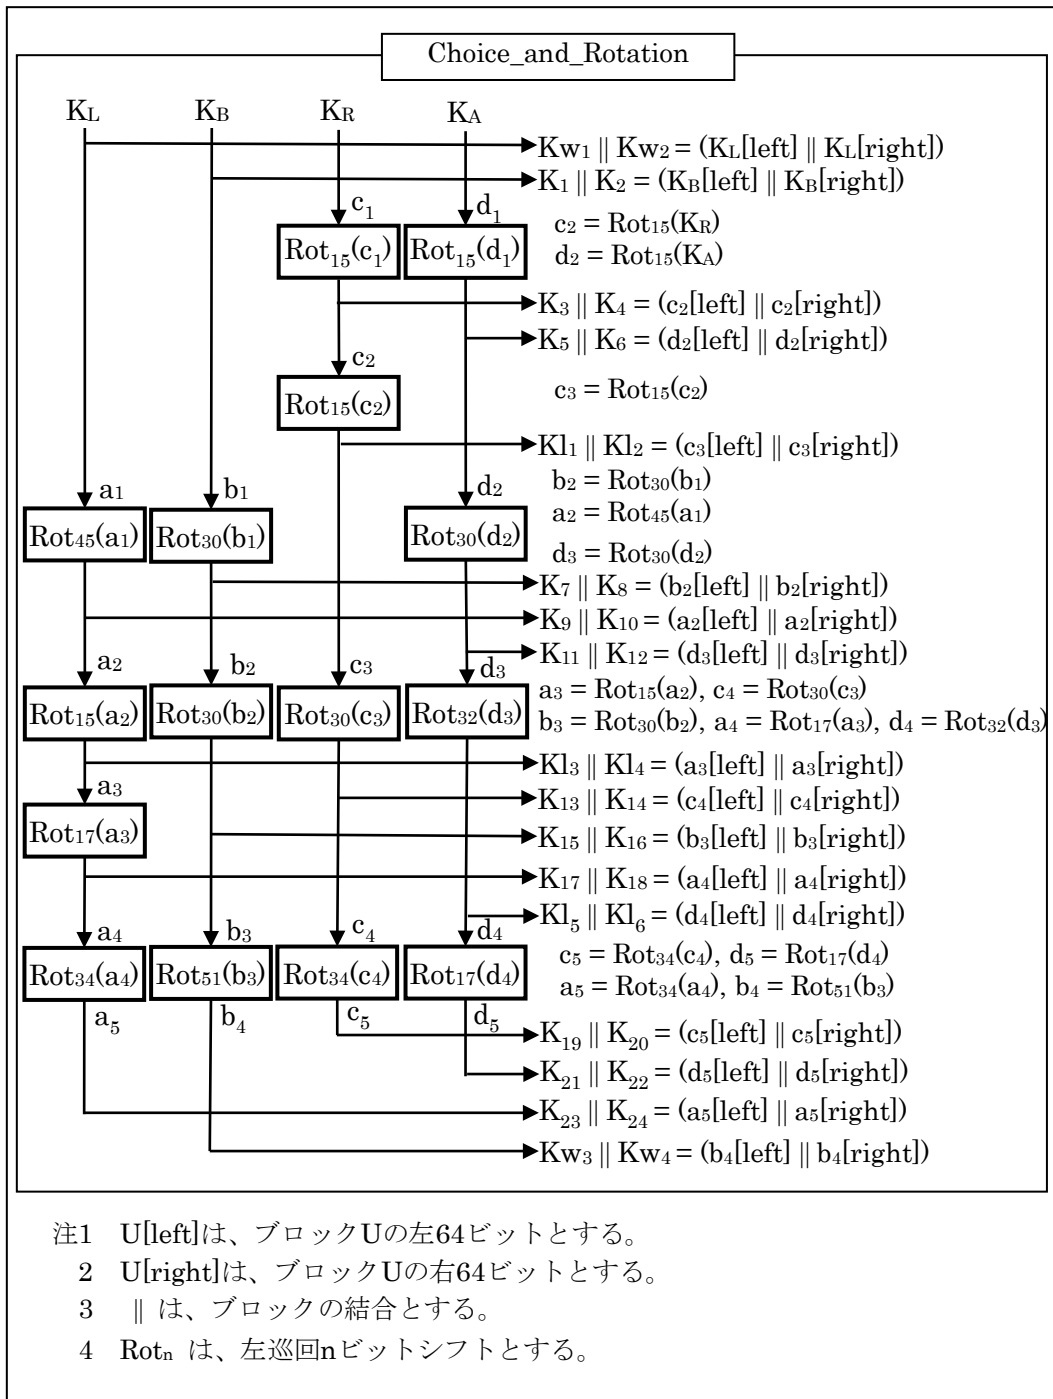 Choice_and_Rotation
K_L K_B K_R K_A
Kw₁ ‖ Kw₂ = (K_L[left] ‖ K_L[right])
K₁ ‖ K₂ = (K_B[left] ‖ K_B[right])
c₁ d₁
c₂ = Rot₁₅(K_R)
Rot₁₅(c₁) Rot₁₅(d₁)
d₂ = Rot₁₅(K_A)
K₃ ‖ K₄ = (c₂[left] ‖ c₂[right])
K₅ ‖ K₆ = (d₂[left] ‖ d₂[right])
c₂
Rot₁₅(c₂)
c₃ = Rot₁₅(c₂)
Kl₁ ‖ Kl₂ = (c₃[left] ‖ c₃[right])
b₂ = Rot₃₀(b₁)
a₁ b₁ d₂
a₂ = Rot₄₅(a₁)
Rot₄₅(a₁) Rot₃₀(b₁) Rot₃₀(d₂)
d₃ = Rot₃₀(d₂)
K₇ ‖ K₈ = (b₂[left] ‖ b₂[right])
K₉ ‖ K₁₀ = (a₂[left] ‖ a₂[right])
K₁₁ ‖ K₁₂ = (d₃[left] ‖ d₃[right])
a₂ b₂ c₃ d₃
a₃ = Rot₁₅(a₂), c₄ = Rot₃₀(c₃)
Rot₁₅(a₂) Rot₃₀(b₂) Rot₃₀(c₃) Rot₃₂(d₃)
b₃ = Rot₃₀(b₂), a₄ = Rot₁₇(a₃), d₄ = Rot₃₂(d₃)
Kl₃ ‖ Kl₄ = (a₃[left] ‖ a₃[right])
a₃
K₁₃ ‖ K₁₄ = (c₄[left] ‖ c₄[right])
Rot₁₇(a₃)
K₁₅ ‖ K₁₆ = (b₃[left] ‖ b₃[right])
K₁₇ ‖ K₁₈ = (a₄[left] ‖ a₄[right])
Kl₅ ‖ Kl₆ = (d₄[left] ‖ d₄[right])
a₄ b₃ c₄ d₄
c₅ = Rot₃₄(c₄), d₅ = Rot₁₇(d₄)
Rot₃₄(a₄) Rot₅₁(b₃) Rot₃₄(c₄) Rot₁₇(d₄)
a₅ = Rot₃₄(a₄), b₄ = Rot₅₁(b₃)
a₅ b₄ c₅ d₅
K₁₉ ‖ K₂₀ = (c₅[left] ‖ c₅[right])
K₂₁ ‖ K₂₂ = (d₅[left] ‖ d₅[right])
K₂₃ ‖ K₂₄ = (a₅[left] ‖ a₅[right])
Kw₃ ‖ Kw₄ = (b₄[left] ‖ b₄[right])
注1 U[left]は、ブロックUの左64ビットとする。
2 U[right]は、ブロックUの右64ビットとする。
3 ‖ は、ブロックの結合とする。
4 Rotₙ は、左巡回nビットシフトとする。